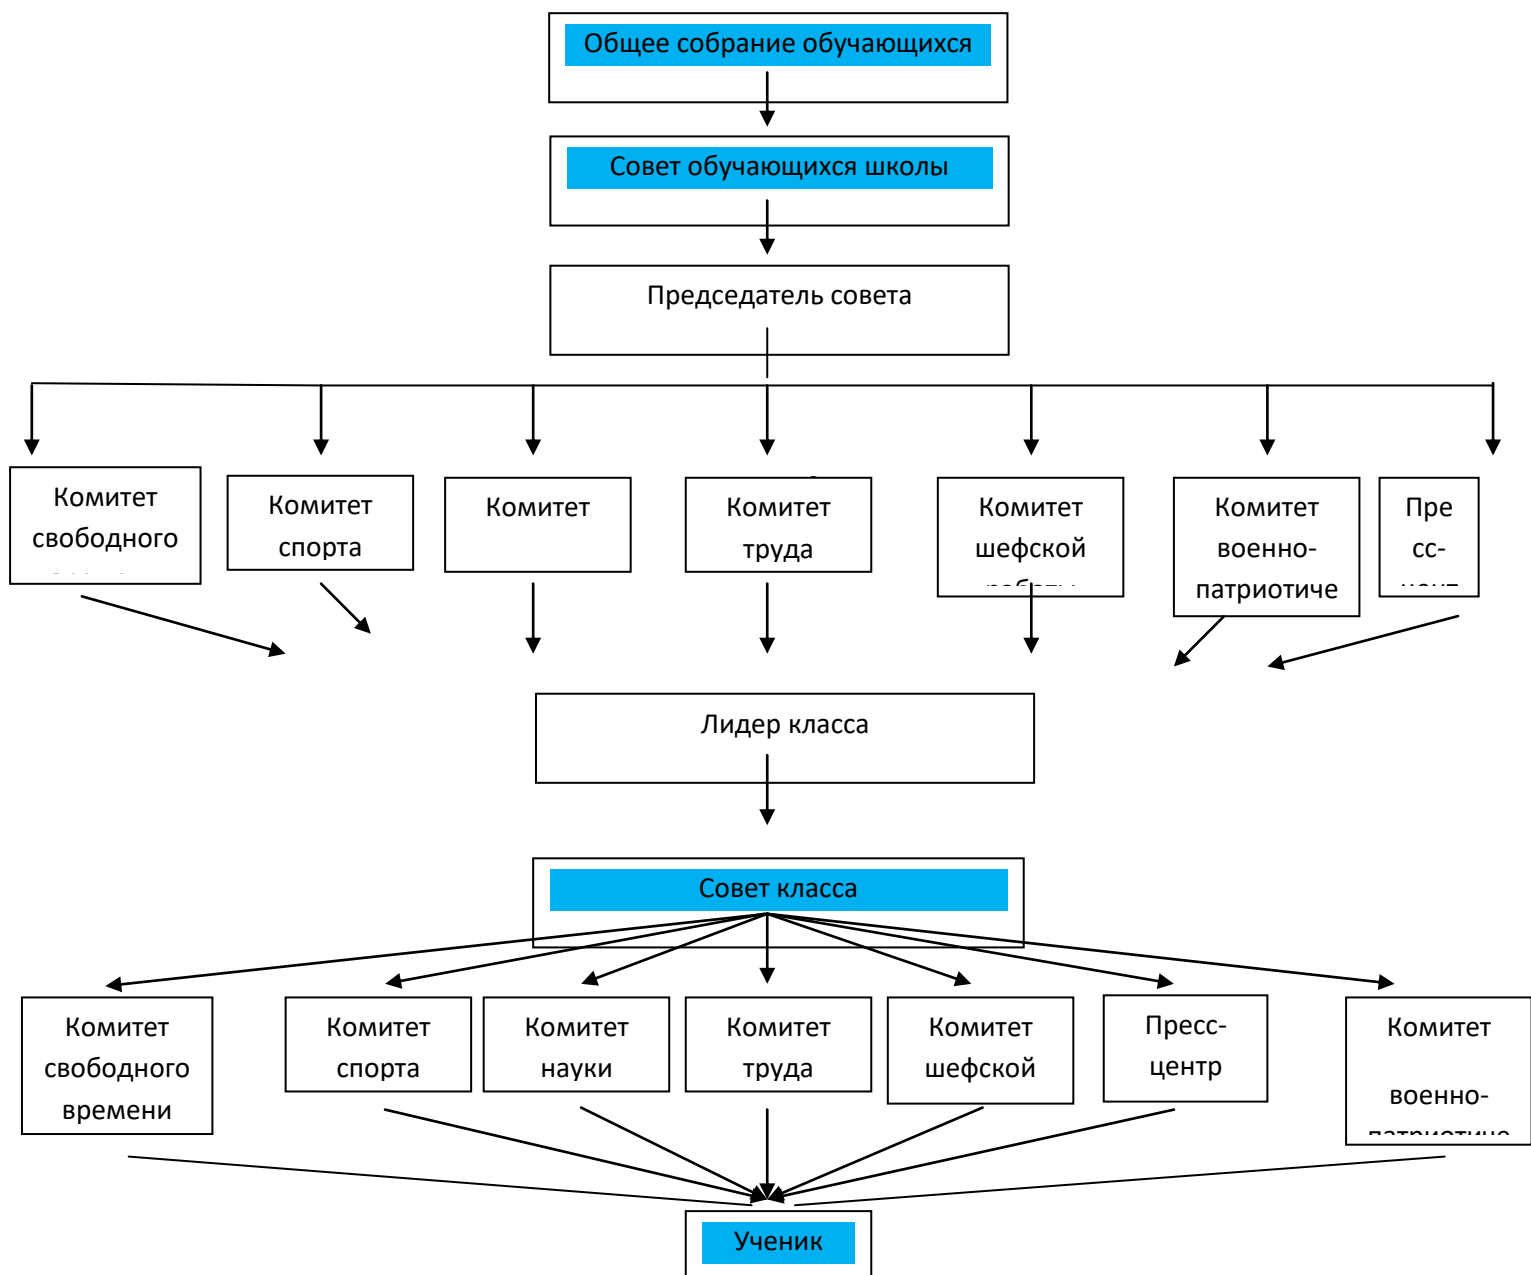 Общее собрание обучающихся
Совет обучающихся школы
Председатель совета
Комитет
свободного
Комитет
спорта
Комитет
Комитет
труда
Комитет
шефской
работы
Комитет
военно-
патриотиче
Пре
сс-
Лидер класса
Совет класса
Комитет
свободного
времени
Комитет
спорта
Комитет
науки
Комитет
труда
Комитет
шефской
Пресс-
центр
Комитет
военно-
патриотиче
Ученик